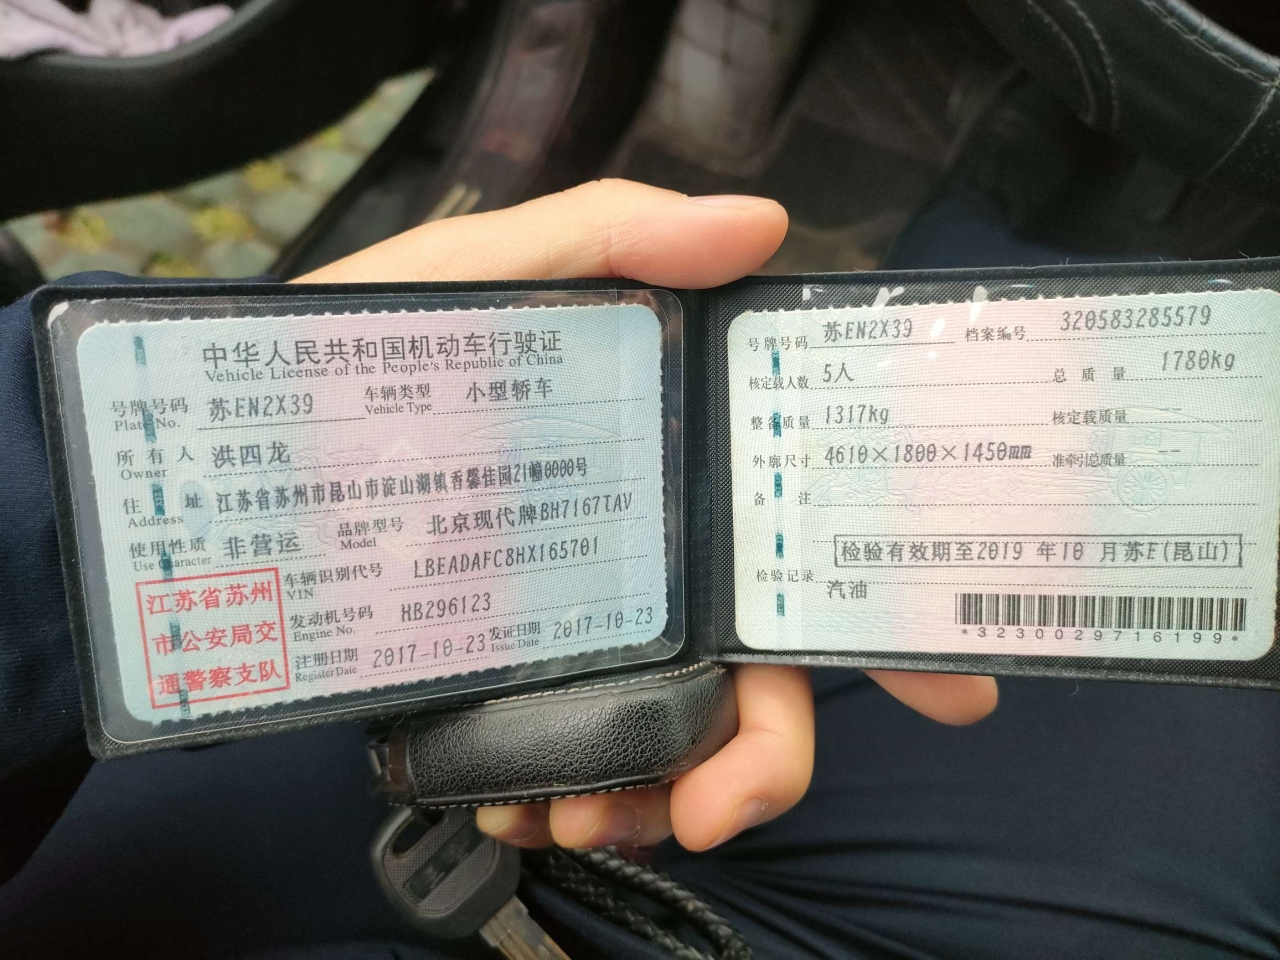 中华人民共和国机动车行驶证
Vehicle License of the People's Republic of China
号牌号码 苏EN2X39 车辆类型 小型轿车
Plate No. Vehicle Type
所有人 洪四龙
Owner
住址 江苏省苏州市昆山市淀山湖镇香馨佳园21幢0000号
Address
使用性质 非营运 品牌型号 北京现代牌BH7167TAV
Use Character Model
江苏省苏州
市公安局交
通警察支队
车辆识别代号 LBEADAFC8HX165701
VIN
发动机号码 HB296123
Engine No.
注册日期 2017-10-23 发证日期 2017-10-23
Register Date Issue Date
号牌号码 苏EN2X39 档案编号 320583285579
核定载人数 5人 总质量 1780kg
整备质量 1317kg 核定载质量 --
外廓尺寸 4610×1800×1450mm 准牵引总质量 --
备注
检验有效期至2019 年10 月苏E(昆山)
检验记录
汽油
*3230029716199*